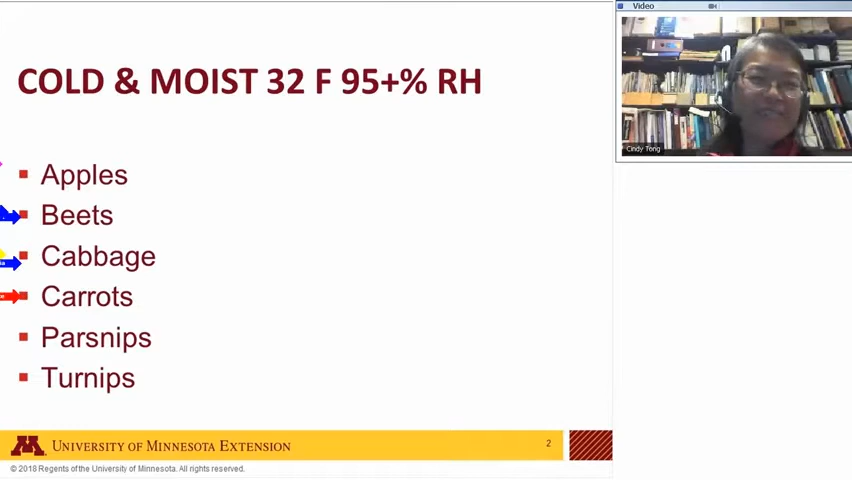 Video
COLD & MOIST 32 F 95+% RH
Cindy Tong
Apples
Beets
Cabbage
Carrots
Parsnips
Turnips
M UNIVERSITY OF MINNESOTA EXTENSION
2
© 2018 Regents of the University of Minnesota. All rights reserved.